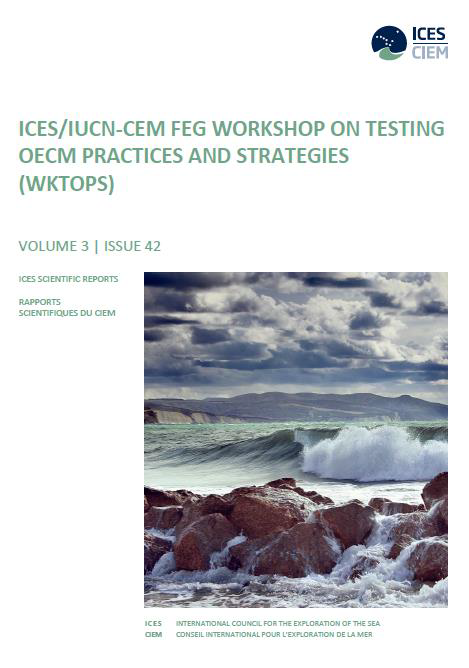 ICES
CIEM
ICES/IUCN-CEM FEG WORKSHOP ON TESTING
OECM PRACTICES AND STRATEGIES
(WKTOPS)
VOLUME 3 | ISSUE 42
ICES SCIENTIFIC REPORTS
RAPPORTS
SCIENTIFIQUES DU CIEM
ICES INTERNATIONAL COUNCIL FOR THE EXPLORATION OF THE SEA
CIEM CONSEIL INTERNATIONAL POUR L'EXPLORATION DE LA MER